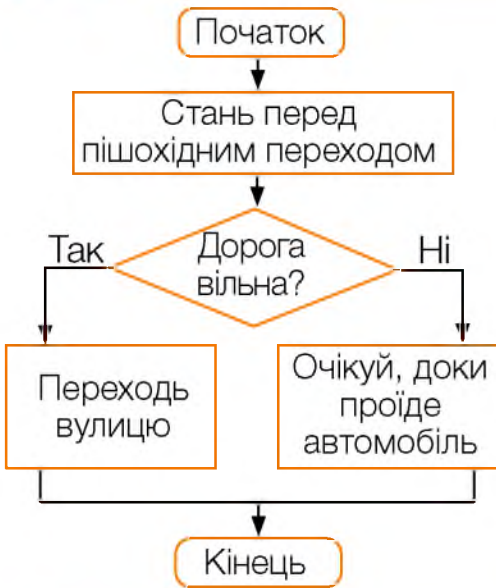 Початок
Стань перед
пішохідним переходом
Дорога
вільна?
Так
Ні
Переходь
вулицю
Очікуй, доки
проїде
автомобіль
Кінець